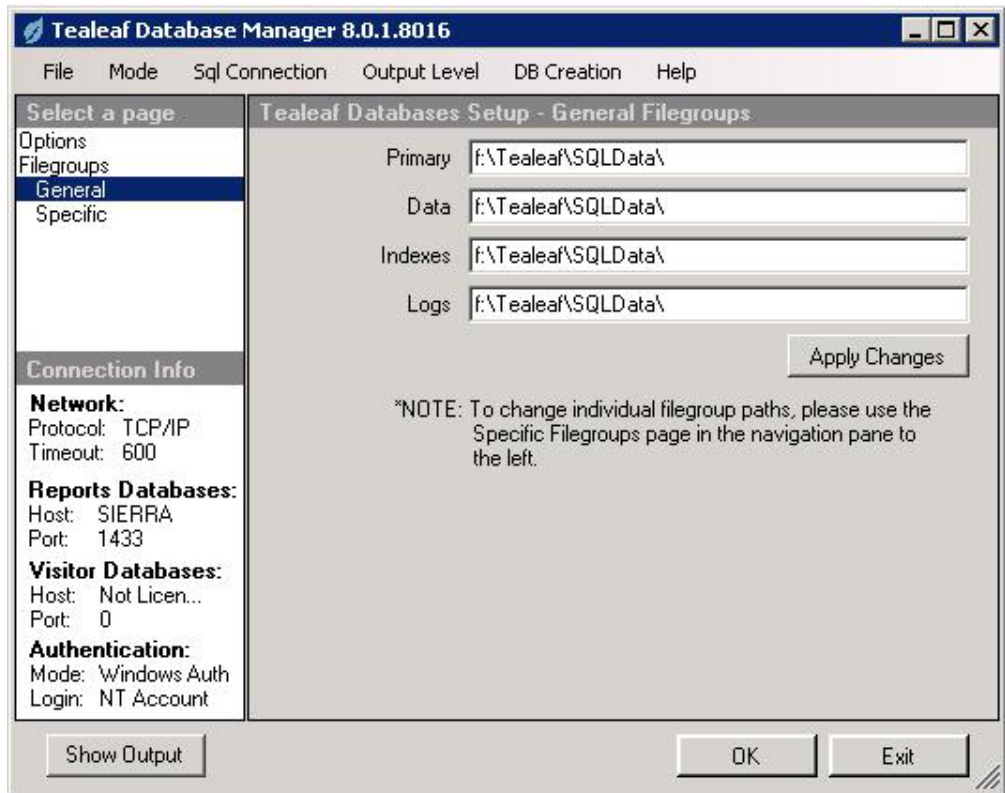 Tealeaf Database Manager 8.0.1.8016
File Mode Sql Connection Output Level DB Creation Help
Select a page
Options
Filegroups
General
Specific
Tealeaf Databases Setup - General Filegroups
Primary f:\Tealeaf\SQLData\
Data f:\Tealeaf\SQLData\
Indexes f:\Tealeaf\SQLData\
Logs f:\Tealeaf\SQLData\
Apply Changes
*NOTE: To change individual filegroup paths, please use the
Specific Filegroups page in the navigation pane to
the left.
Connection Info
Network:
Protocol: TCP/IP
Timeout: 600
Reports Databases:
Host: SIERRA
Port: 1433
Visitor Databases:
Host: Not Licen...
Port: 0
Authentication:
Mode: Windows Auth
Login: NT Account
Show Output
OK
Exit